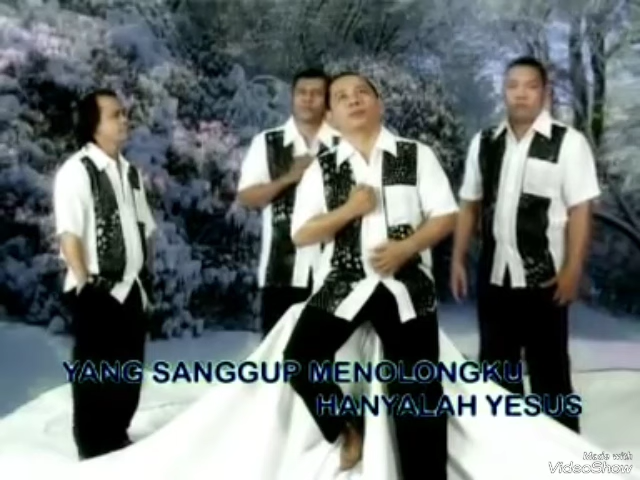 YANG SANGGUP MENOLONGKU
HANYALAH YESUS
Made with
VideoShow